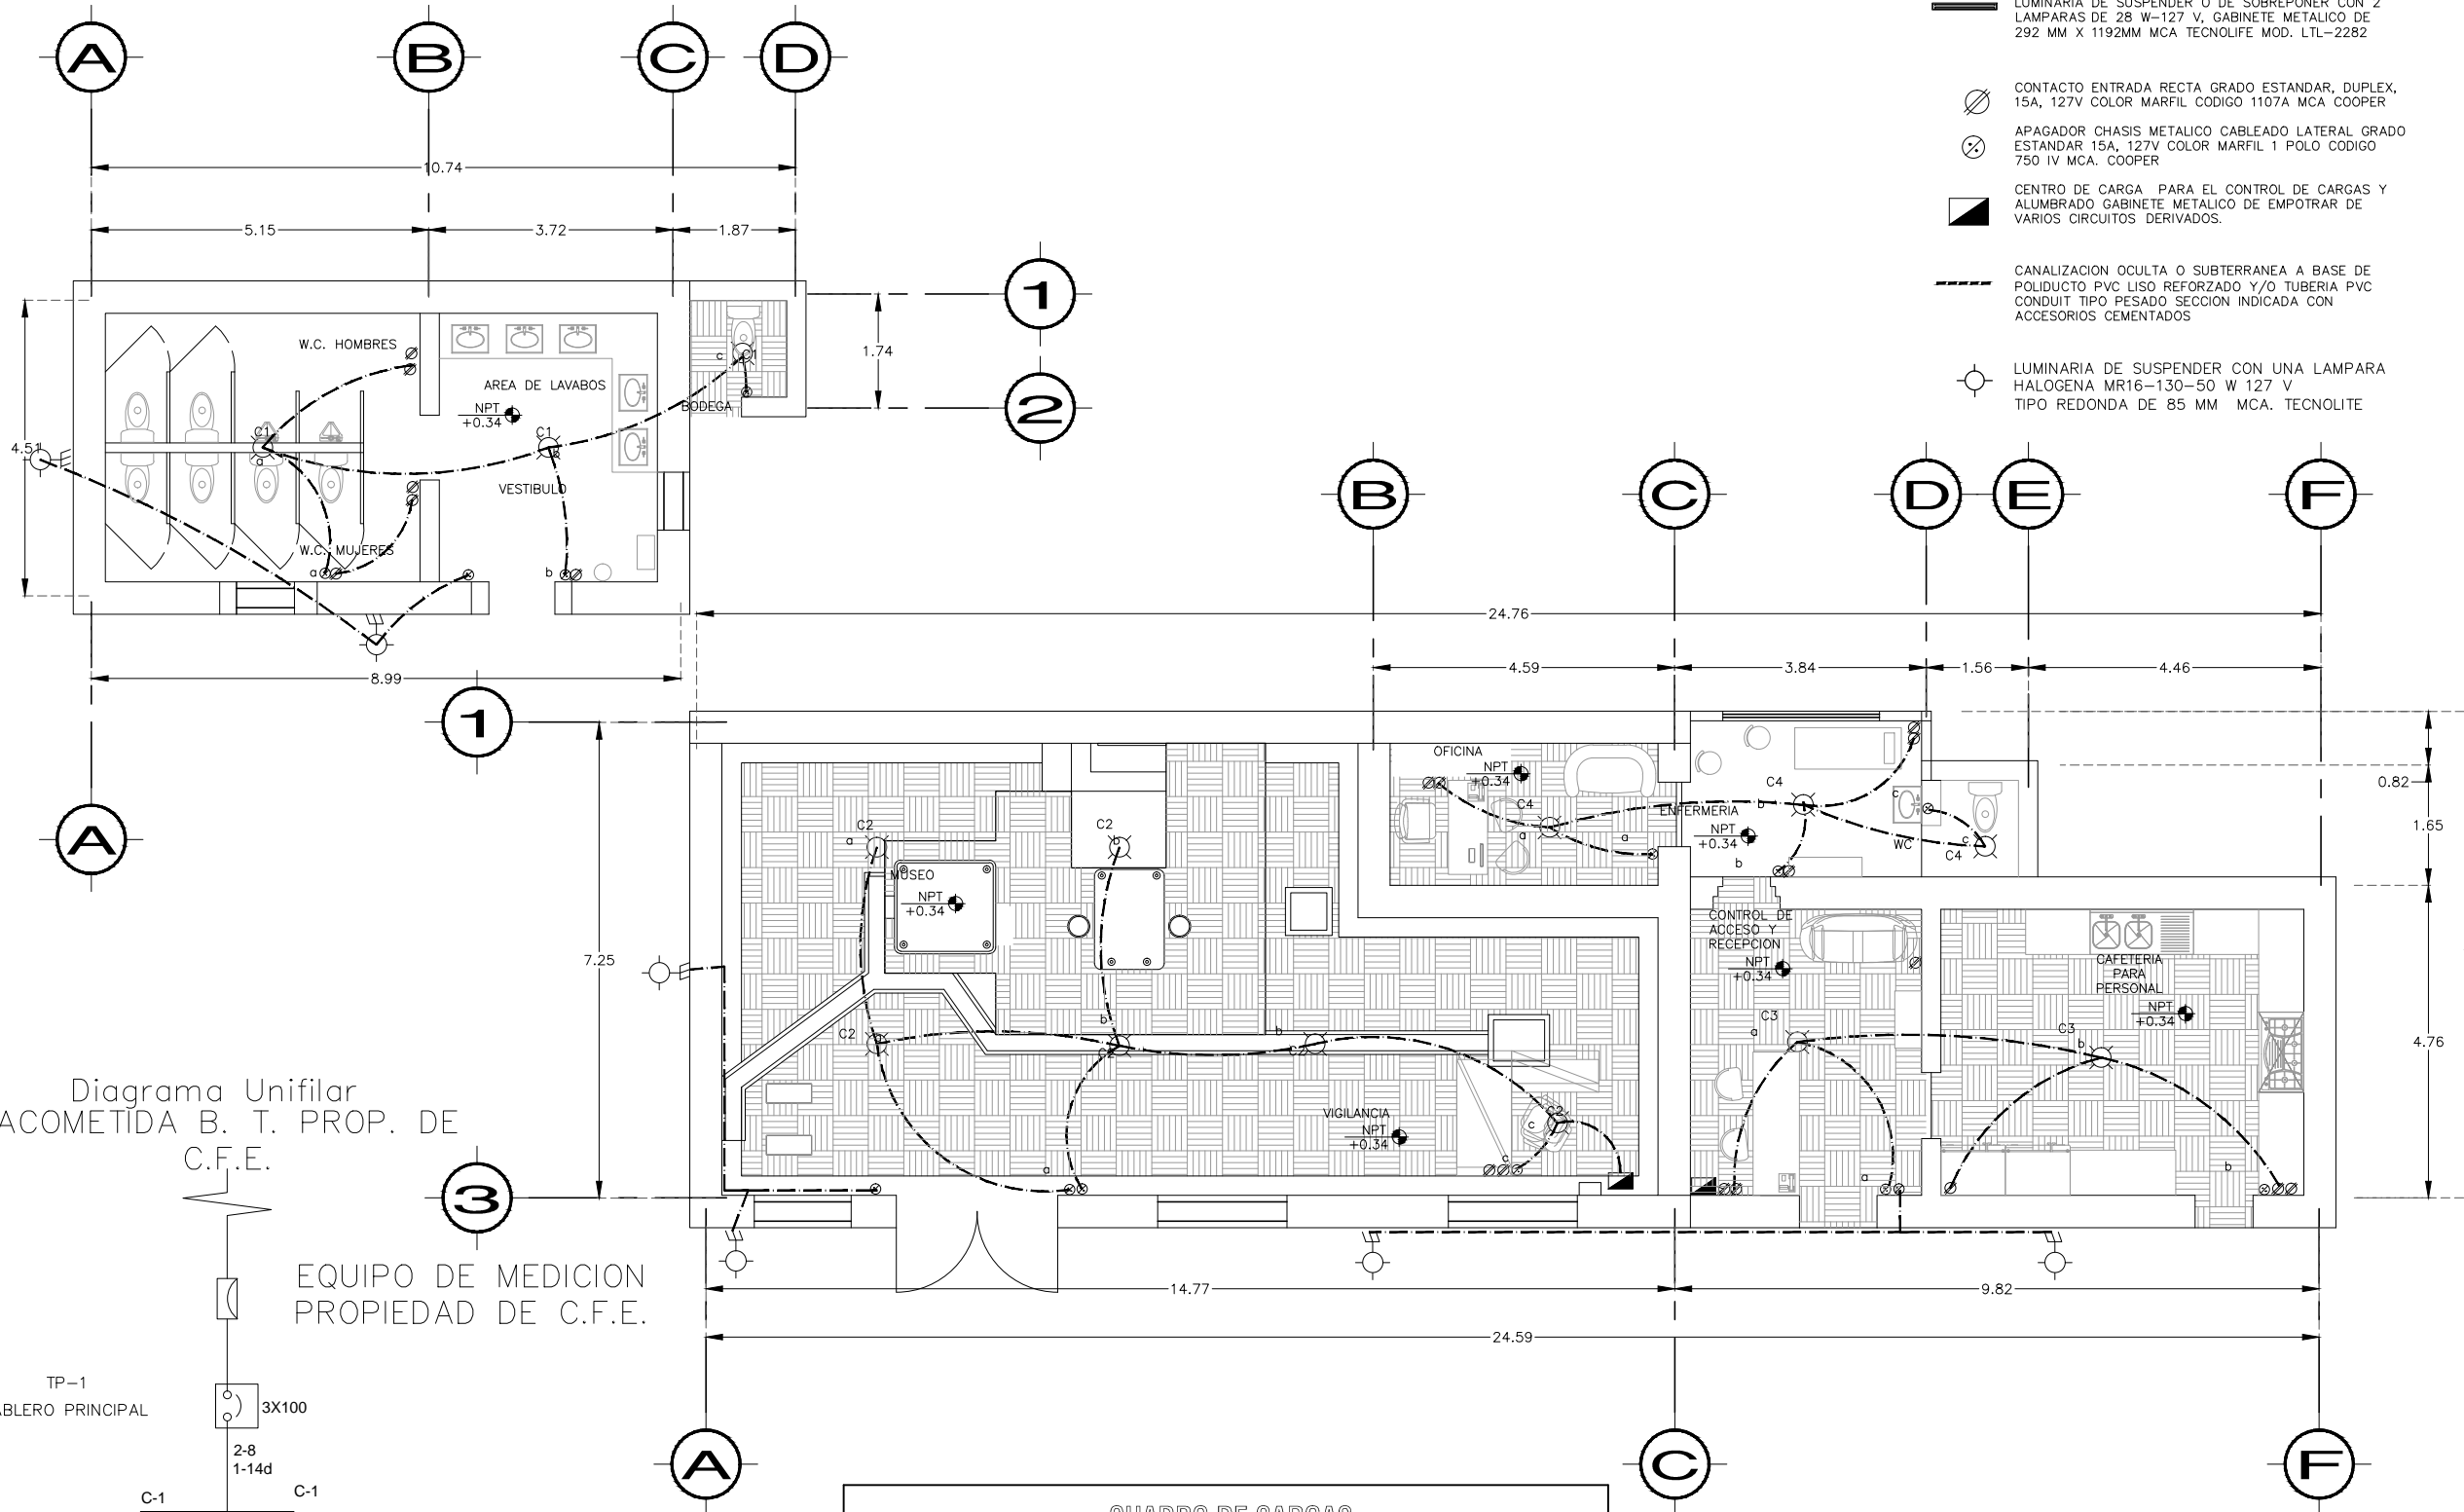 LUMINARIA DE SUSPENDER O DE SOBREPONER CON 2
LAMPARAS DE 28 W-127 V, GABINETE METALICO DE
292 MM X 1192MM MCA TECNOLIFE MOD. LTL-2282
CONTACTO ENTRADA RECTA GRADO ESTANDAR, DUPLEX,
15A, 127V COLOR MARFIL CODIGO 1107A MCA COOPER
APAGADOR CHASIS METALICO CABLEADO LATERAL GRADO
ESTANDAR 15A, 127V COLOR MARFIL 1 POLO CODIGO
750 IV MCA. COOPER
CENTRO DE CARGA PARA EL CONTROL DE CARGAS Y
ALUMBRADO GABINETE METALICO DE EMPOTRAR DE
VARIOS CIRCUITOS DERIVADOS.
CANALIZACION OCULTA O SUBTERRANEA A BASE DE
POLIDUCTO PVC LISO REFORZADO Y/O TUBERIA PVC
CONDUIT TIPO PESADO SECCION INDICADA CON
ACCESORIOS CEMENTADOS
LUMINARIA DE SUSPENDER CON UNA LAMPARA
HALOGENA MR16-130-50 W 127 V
TIPO REDONDA DE 85 MM MCA. TECNOLITE
A
B
C
D
10.74
5.15
3.72
1.87
1
1.74
2
W.C. HOMBRES
AREA DE LAVABOS
NPT
+0.34
c
C1
BODEGA
C1
a
C1
VESTIBULO
4.51
W.C. MUJERES
a
b
8.99
A
B
C
D
E
F
24.76
4.59
3.84
1.56
4.46
1
7.25
3
0.82
1.65
4.76
OFICINA
NPT
+0.34
C4
a
a
ENFERMERIA
NPT
+0.34
C4
b
b
c
WC
c
C4
C2
a
C2
b
MUSEO
NPT
+0.34
C2
b
C2
b
C2
a
VIGILANCIA
NPT
+0.34
C2
c
c
CONTROL DE
ACCESO Y
RECEPCION
NPT
+0.34
C3
a
a
CAFETERIA
PARA
PERSONAL
NPT
+0.34
C3
b
b
14.77
9.82
24.59
A
C
F
Diagrama Unifilar
ACOMETIDA B. T. PROP. DE
C.F.E.
EQUIPO DE MEDICION
PROPIEDAD DE C.F.E.
TP-1
ABLERO PRINCIPAL
3X100
2-8
1-14d
C-1
C-1
CUADRO DE CARGAS